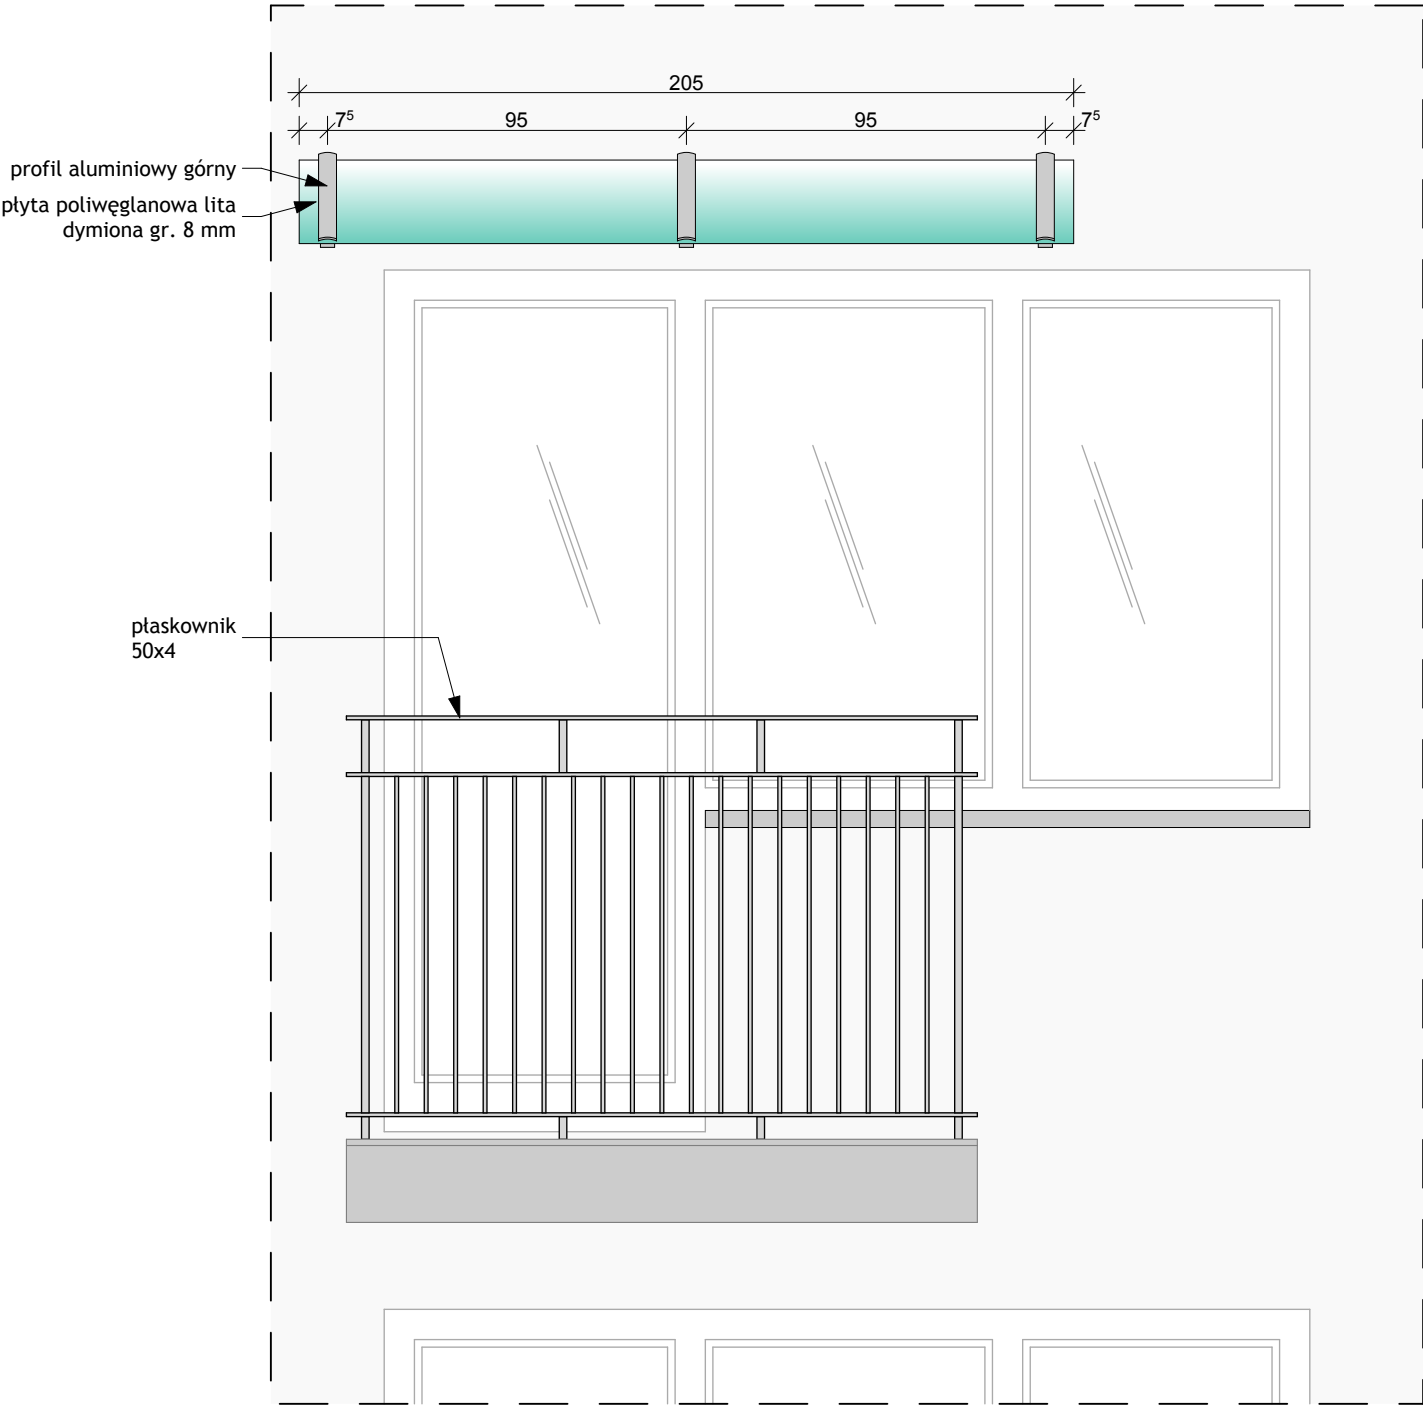 205
7⁵ 95 95 7⁵
profil aluminiowy górny
płyta poliwęglanowa lita
dymiona gr. 8 mm
płaskownik
50x4